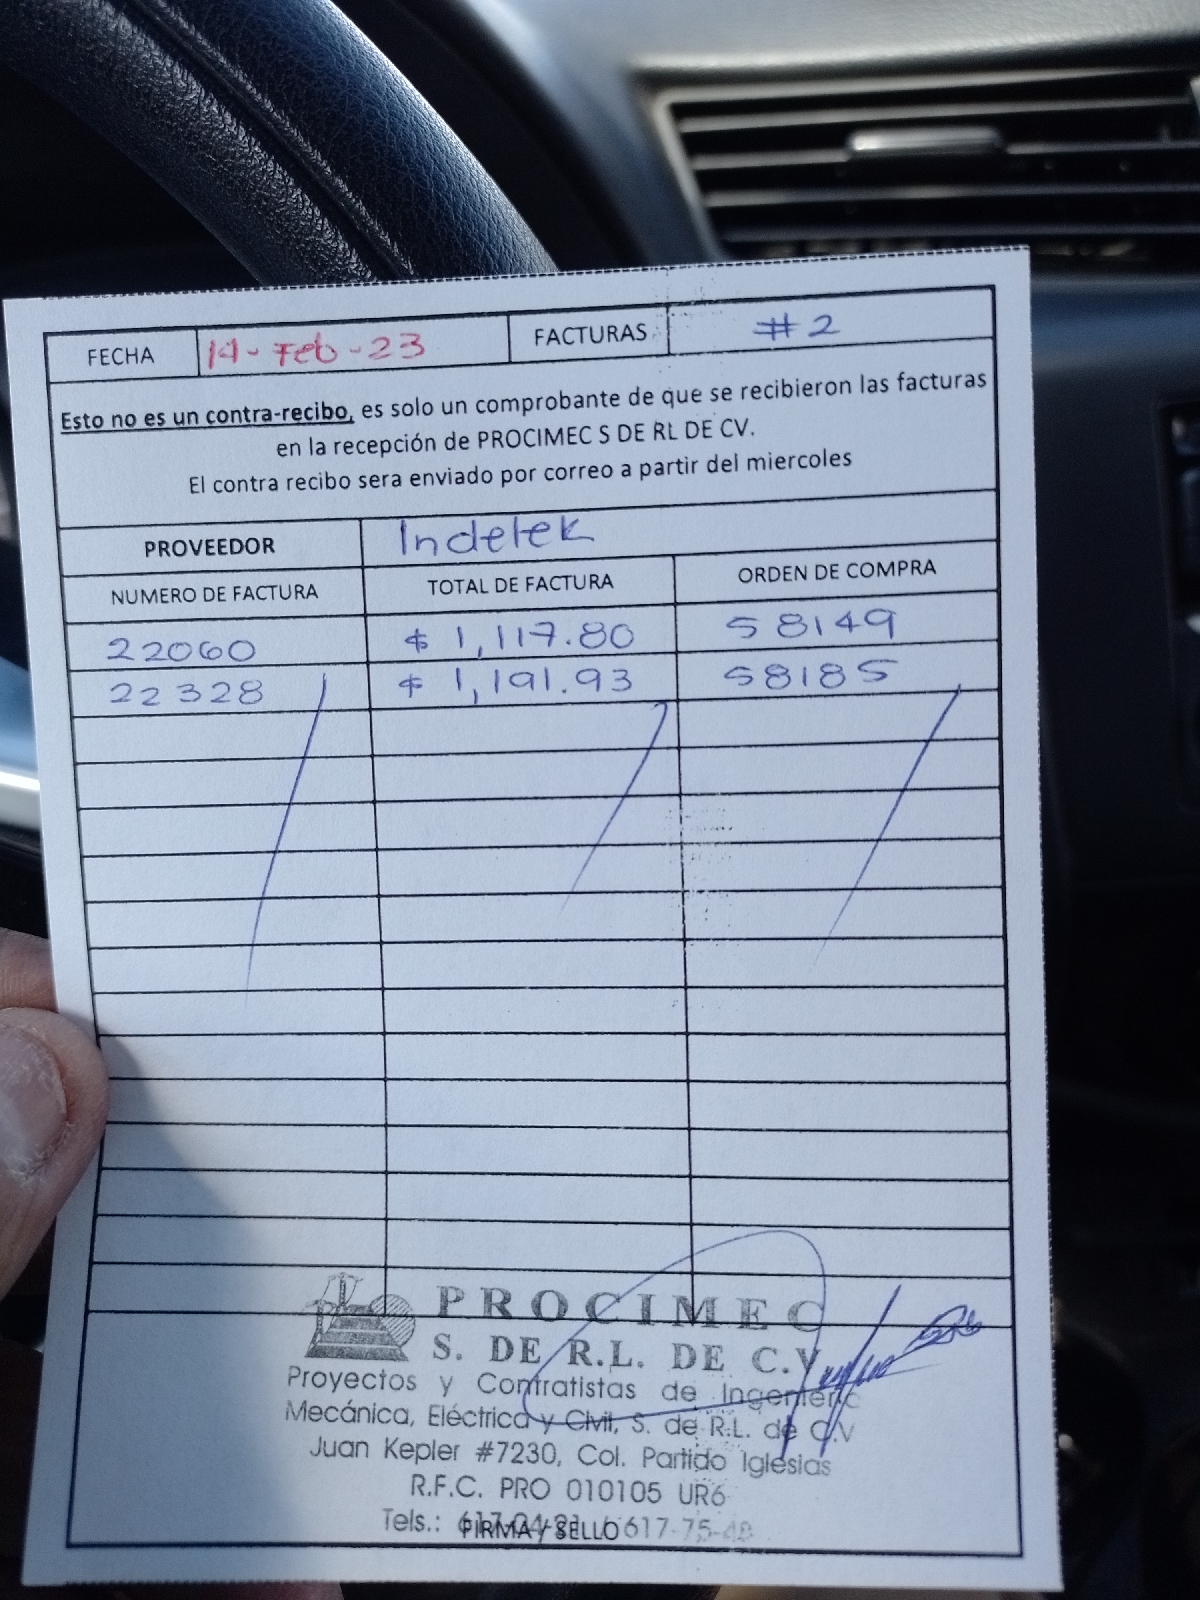 FECHA 14-Feb-23 FACTURAS #2
Esto no es un contra-recibo, es solo un comprobante de que se recibieron las facturas
en la recepción de PROCIMEC S DE RL DE CV.
El contra recibo sera enviado por correo a partir del miercoles
PROVEEDOR Indelek
NUMERO DE FACTURA TOTAL DE FACTURA ORDEN DE COMPRA
22060 $ 1,117.80 58149
22328 $ 1,191.93 58185
PROCIMEC
S. DE R.L. DE C.V
Proyectos y Contratistas de Ingenieria
Mecánica, Eléctrica y Civil, S. de R.L. de C.V
Juan Kepler #7230, Col. Partido Iglesias
R.F.C. PRO 010105 UR6
Tels.: 617-75-48
FIRMA Y SELLO